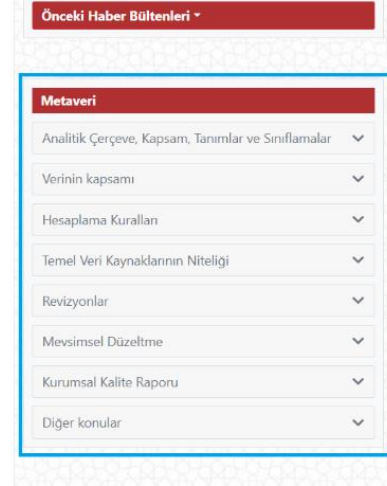 Önceki Haber Bültenleri
Metaveri
Analitik Çerçeve, Kapsam, Tanımlar ve Sınıflamalar
Verinin kapsamı
Hesaplama Kuralları
Temel Veri Kaynaklarının Niteliği
Revizyonlar
Mevsimsel Düzeltme
Kurumsal Kalite Raporu
Diğer konular